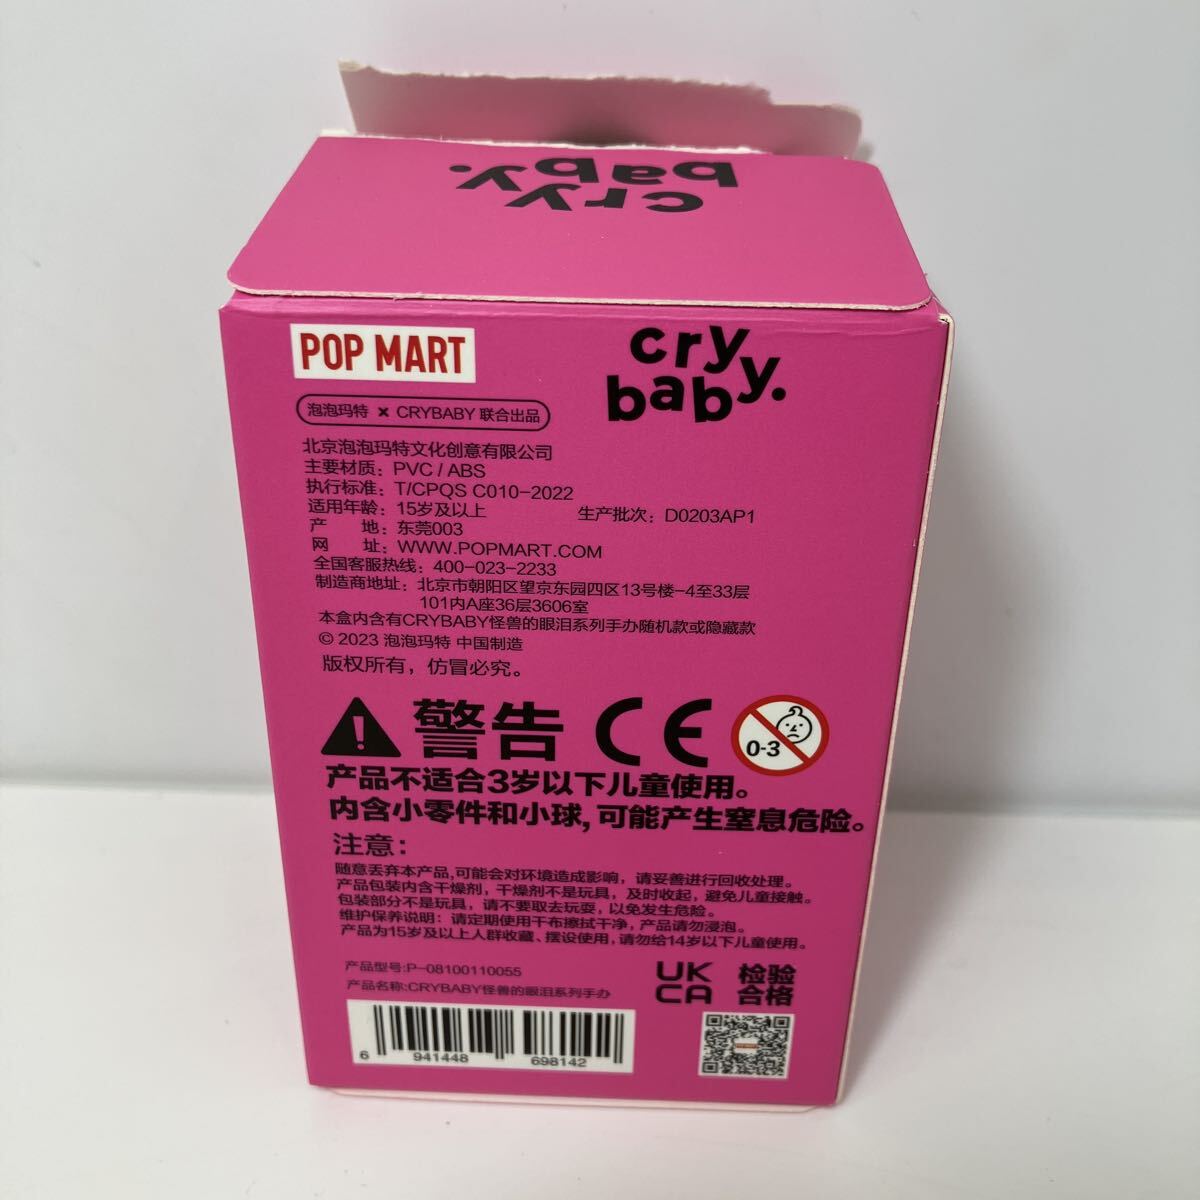 cry
baby.
POP MART
cry
baby.
泡泡玛特 × CRYBABY 联合出品
北京泡泡玛特文化创意有限公司
主要材质: PVC / ABS
执行标准: T/CPQS C010-2022
适用年龄: 15岁及以上 生产批次: D0203AP1
产 地: 东莞003
网 址: WWW.POPMART.COM
全国客服热线: 400-023-2233
制造商地址: 北京市朝阳区望京东园四区13号楼-4至33层
101内A座36层3606室
本盒内含有CRYBABY怪兽的眼泪系列手办随机款或隐藏款
© 2023 泡泡玛特 中国制造
版权所有，仿冒必究。
警告 CE 0-3
产品不适合3岁以下儿童使用。
内含小零件和小球, 可能产生窒息危险。
注意:
随意丢弃本产品, 可能会对环境造成影响，请妥善进行回收处理。
产品包装内含干燥剂，干燥剂不是玩具，及时收起，避免儿童接触。
包装部分不是玩具，请不要取去玩耍，以免发生危险。
维护保养说明: 请定期使用干布擦拭干净, 产品请勿浸泡。
产品为15岁及以上人群收藏、摆设使用, 请勿给14岁以下儿童使用。
产品型号: P-08100110055
产品名称: CRYBABY怪兽的眼泪系列手办
UK
CA
检验
合格
6 941448 698142